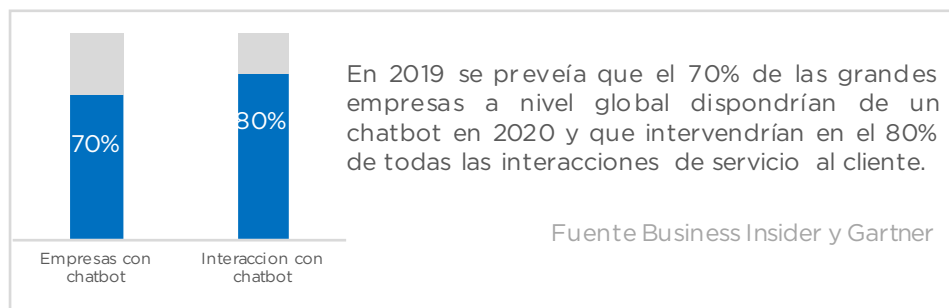 70%
80%
Empresas con
chatbot
Interaccion con
chatbot
En 2019 se preveía que el 70% de las grandes
empresas a nivel global dispondrían de un
chatbot en 2020 y que intervendrían en el 80%
de todas las interacciones de servicio al cliente.
Fuente Business Insider y Gartner